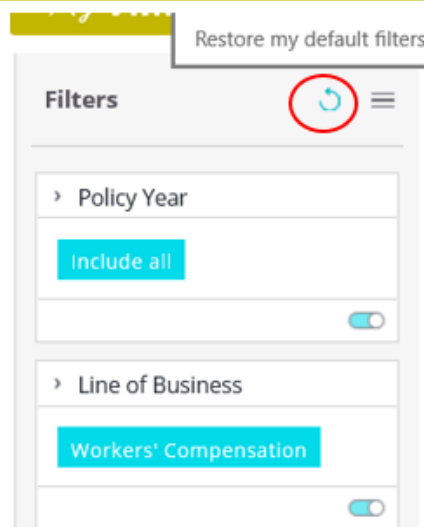 Restore my default filters
Filters
Policy Year
Include all
Line of Business
Workers' Compensation